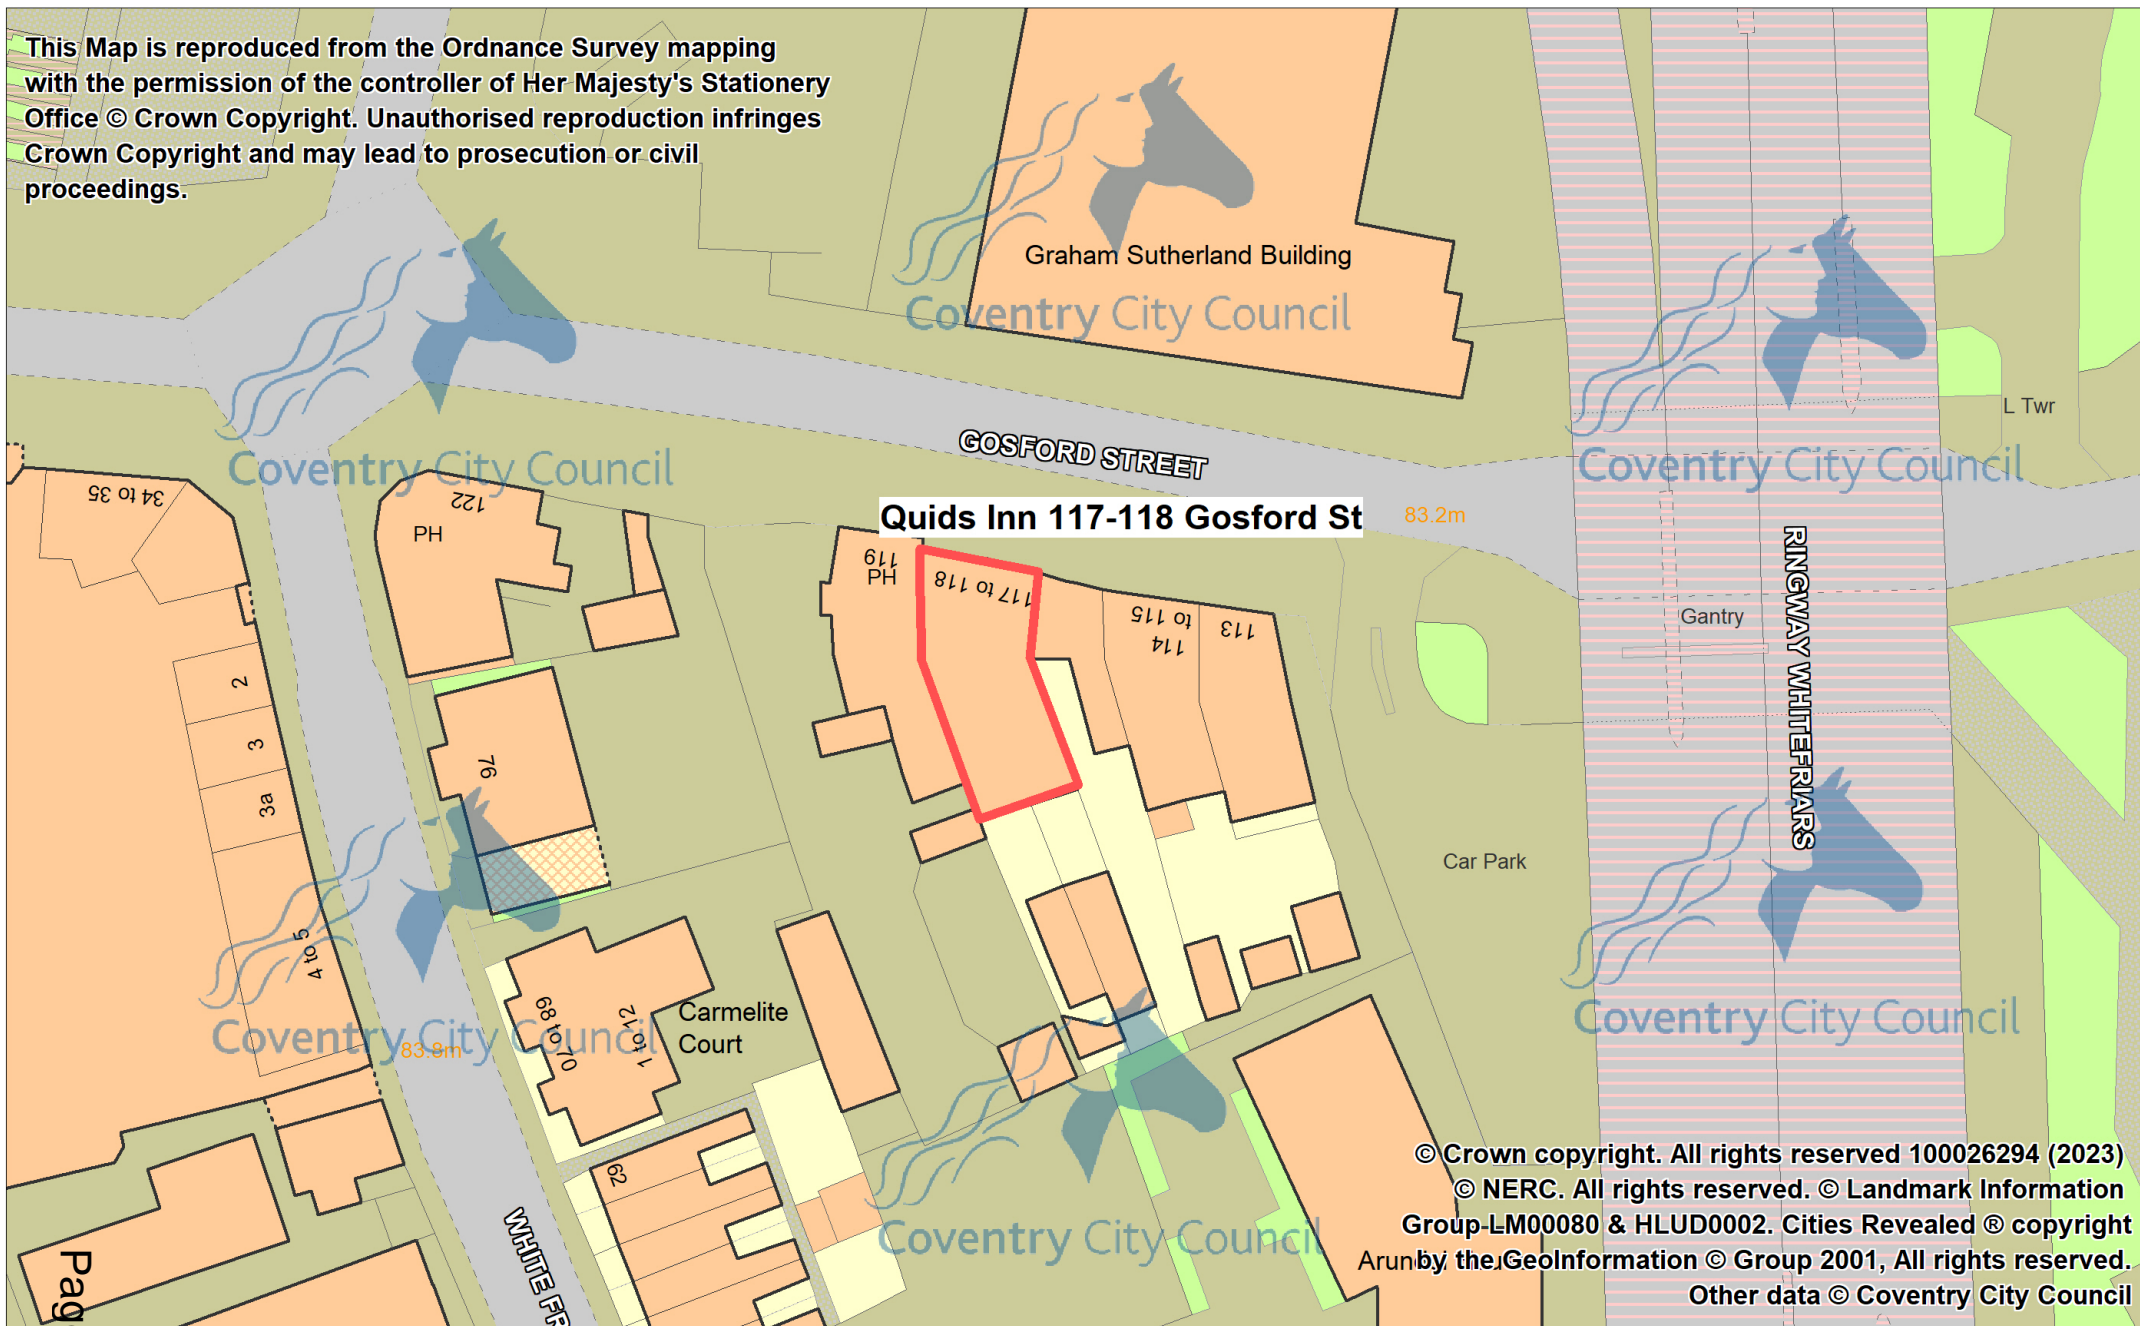 This Map is reproduced from the Ordnance Survey mapping
with the permission of the controller of Her Majesty's Stationery
Office © Crown Copyright. Unauthorised reproduction infringes
Crown Copyright and may lead to prosecution or civil
proceedings.
Graham Sutherland Building
Coventry City Council
L Twr
GOSFORD STREET
Coventry City Council
Coventry City Council
34 to 35
122
PH
Quids Inn 117-118 Gosford St
83.2m
119
PH
117 to 118
114
to 115
113
Gantry
RINGWAY WHITEFRIARS
2
3
3a
76
4 to 5
Car Park
69 to 70
1 to 12
Carmelite
Court
Coventry City Council
83.8m
Coventry City Council
62
WHITE
Coventry City Council
© Crown copyright. All rights reserved 100026294 (2023)
© NERC. All rights reserved. © Landmark Information
Group LM00080 & HLUD0002. Cities Revealed ® copyright
by the GeoInformation © Group 2001, All rights reserved.
Other data © Coventry City Council